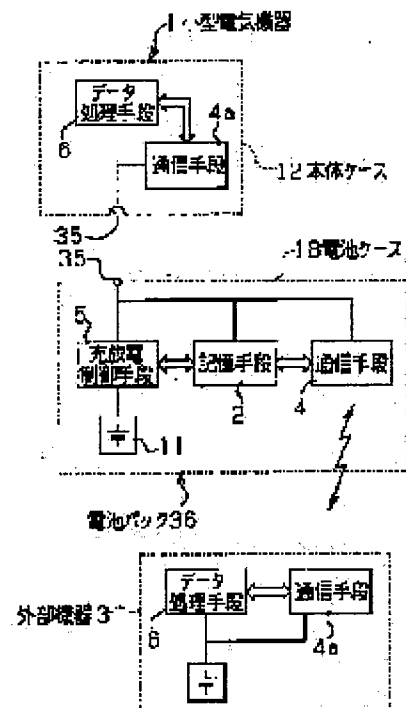 1小型電気機器
データ
処理手段
6
4a
通信手段
12本体ケース
35
35
18電池ケース
5
充放電
制御手段
記憶手段
通信手段
2
4
11
電池パック36
外部機器3
データ
処理手段
通信手段
6
4a